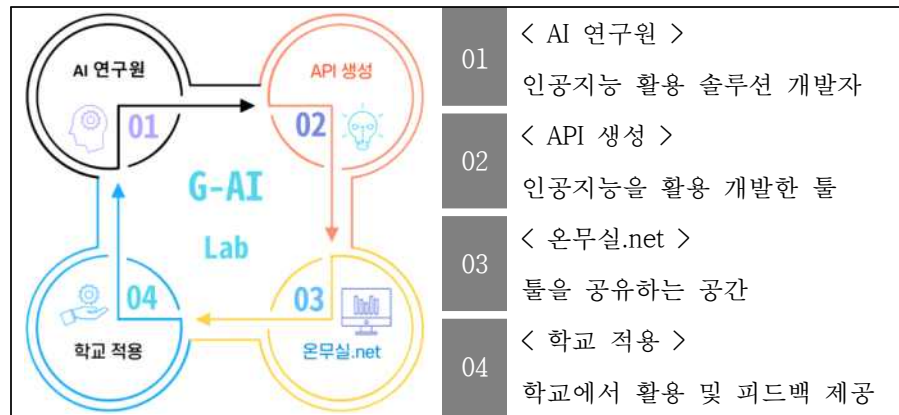 AI 연구원
01
API 생성
02
G-AI
Lab
04
학교 적용
03
온무실.net
01
< AI 연구원 >
인공지능 활용 솔루션 개발자
02
< API 생성 >
인공지능을 활용 개발한 툴
03
< 온무실.net >
툴을 공유하는 공간
04
< 학교 적용 >
학교에서 활용 및 피드백 제공